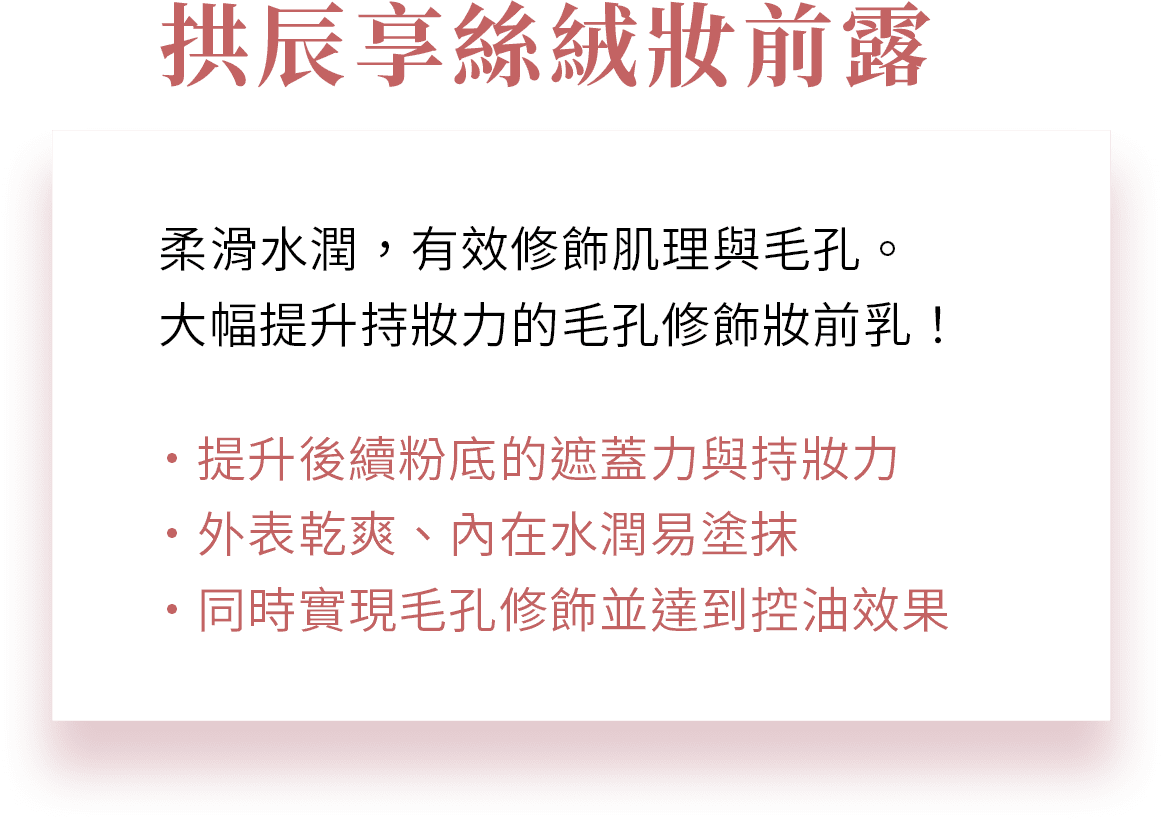 拱辰享絲絨妝前露
柔滑水潤，有效修飾肌理與毛孔。
大幅提升持妝力的毛孔修飾妝前乳！
・提升後續粉底的遮蓋力與持妝力
・外表乾爽、內在水潤易塗抹
・同時實現毛孔修飾並達到控油效果